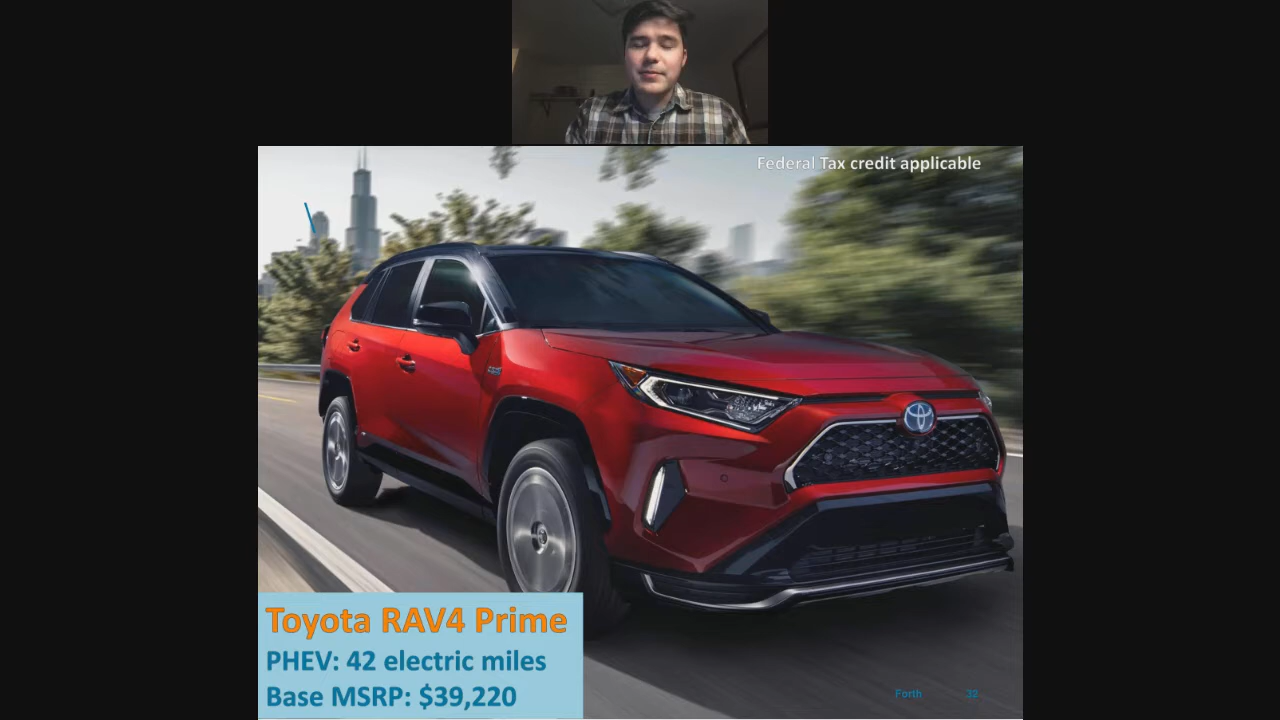 Federal Tax credit applicable
Toyota RAV4 Prime
PHEV: 42 electric miles
Base MSRP: $39,220
Forth 32